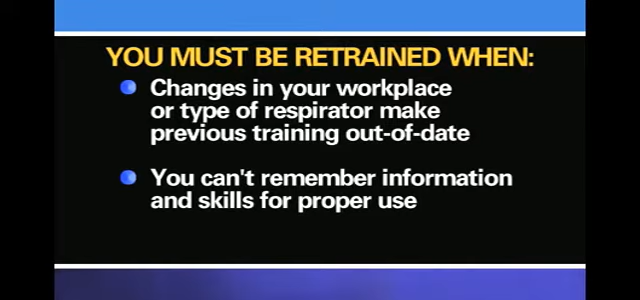 YOU MUST BE RETRAINED WHEN:
Changes in your workplace
or type of respirator make
previous training out-of-date
You can't remember information
and skills for proper use